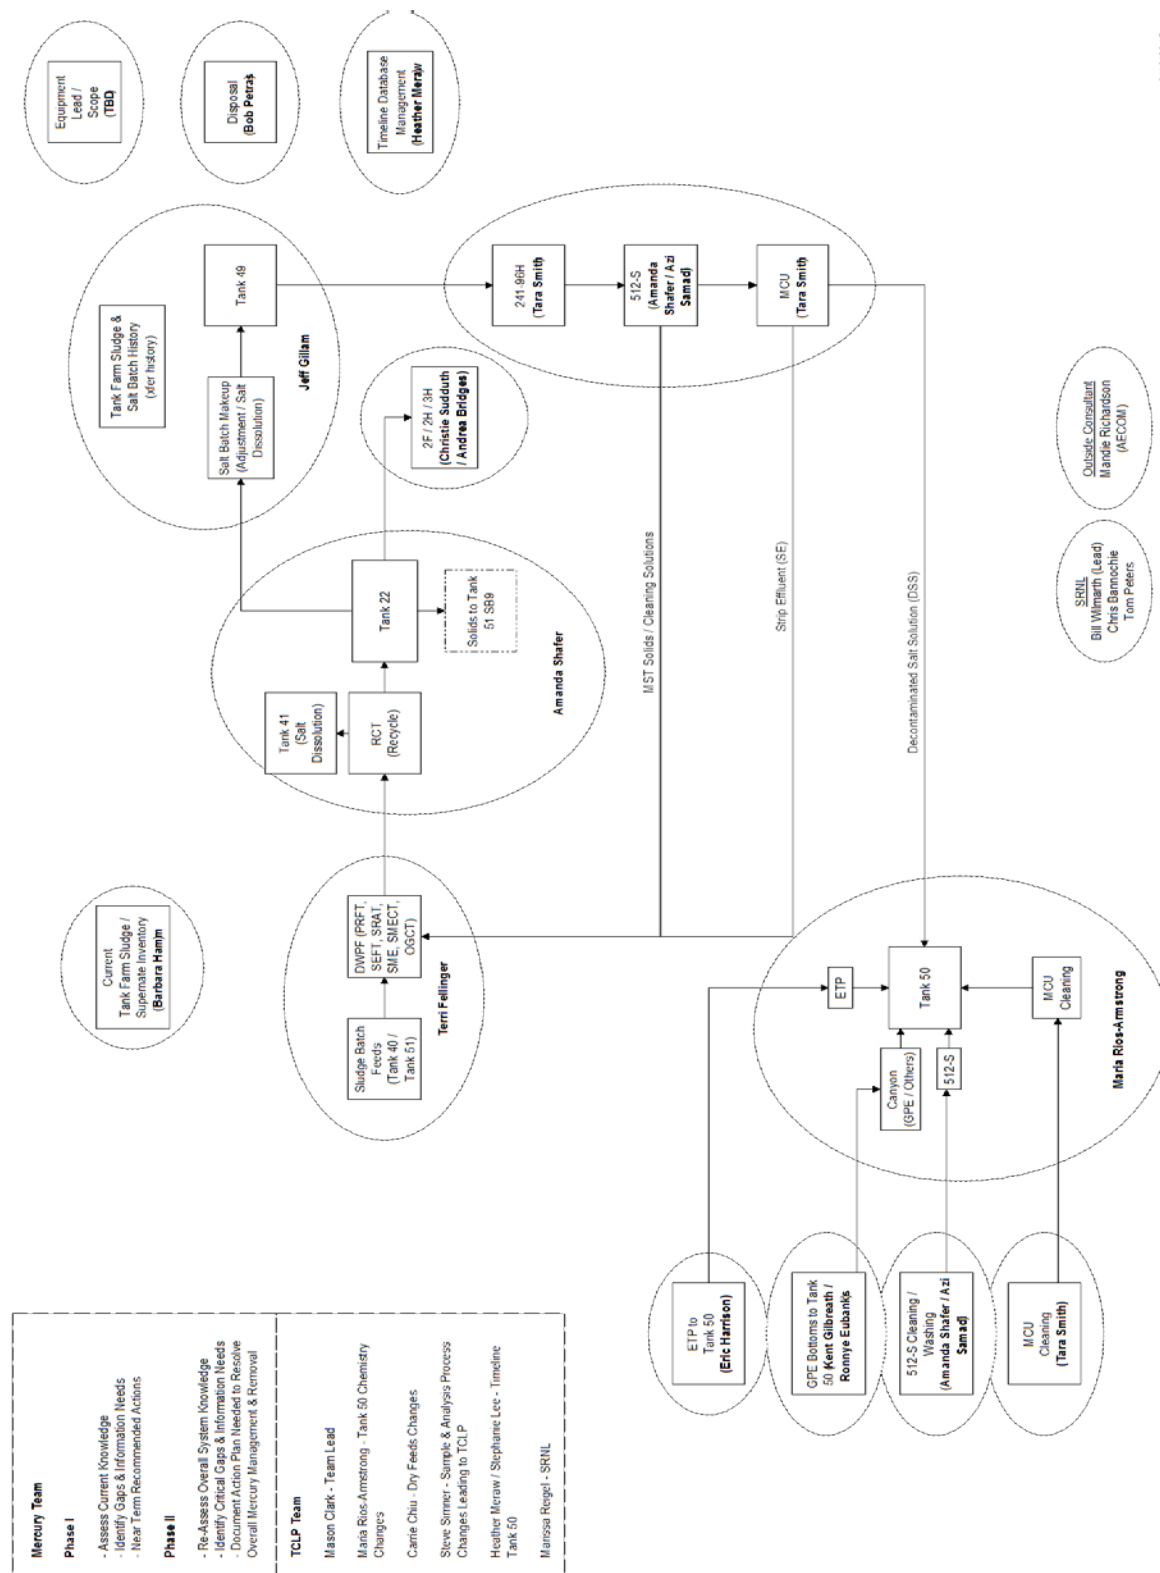 Mercury Team
Phase I
- Assess Current Knowledge
- Identify Gaps & Information Needs
- Near Term Recommended Actions
Phase II
- Re-Assess Overall System Knowledge
- Identify Critical Gaps & Information Needs
- Document Action Plan Needed to Resolve
Overall Mercury Management & Removal
TCLP Team
Mason Clark - Team Lead
Maria Rios-Armstrong - Tank 50 Chemistry
Changes
Carrie Chiu - Dry Feeds Changes
Steve Simner - Sample & Analysis Process
Changes Leading to TCLP
Heather Meraw / Stephanie Lee - Timeline
Tank 50
Marissa Reigel - SRNL
Current
Tank Farm Sludge /
Supernate Inventory
(Barbara Hamm)
Sludge Batch
Feeds
(Tank 40 /
Tank 51)
DWPF (PRFT,
SEFT, SRAT,
SME, SMECT,
OGCT)
Terri Fellinger
Tank 41
(Salt
Dissolution)
RCT
(Recycle)
Tank 22
Solids to Tank
51 SB9
Amanda Shafer
Tank Farm Sludge &
Salt Batch History
(xfer history)
Salt Batch Makeup
(Adjustment / Salt
Dissolution)
Tank 49
Jeff Gillam
2F / 2H / 3H
(Christie Sudduth
/ Andrea Bridges)
Equipment
Lead /
Scope
(TBD)
Disposal
(Bob Petras)
Timeline Database
Management
(Heather Meraw)
241-96H
(Tara Smith)
512-S
(Amanda
Shafer / Azi
Samad)
MCU
(Tara Smith)
MST Solids / Cleaning Solutions
Strip Effluent (SE)
Decontaminated Salt Solution (DSS)
ETP to
Tank 50
(Eric Harrison)
GPE Bottoms to Tank
50 (Kent Gilbreath /
Ronnye Eubanks)
512-S Cleaning /
Washing
(Amanda Shafer / Azi
Samad)
MCU
Cleaning
(Tara Smith)
ETP
Canyon
(GPE / Others)
512-S
Tank 50
MCU
Cleaning
Maria Rios-Armstrong
SRNL
Bill Wilmarth (Lead)
Chris Bannochie
Tom Peters
Outside Consultant
Mandie Richardson
(AECOM)